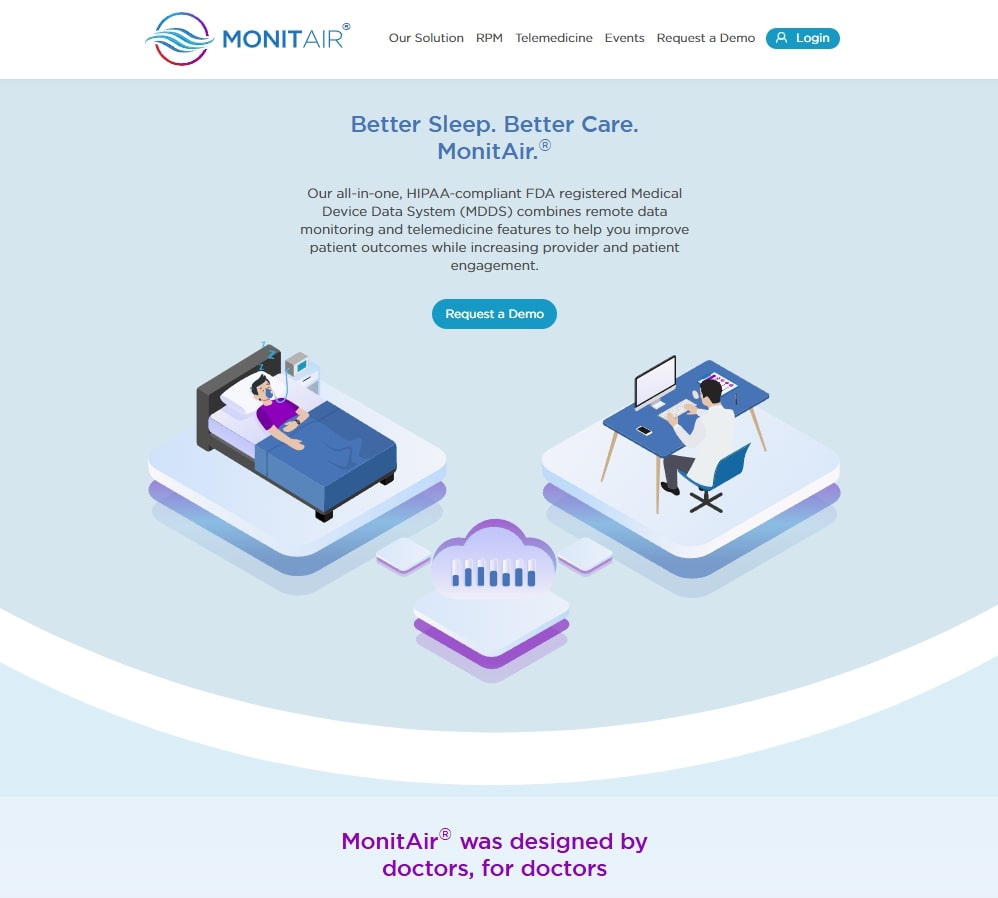 MONITAIR®
Our Solution RPM Telemedicine Events Request a Demo Login
Better Sleep. Better Care.
MonitAir.®
Our all-in-one, HIPAA-compliant FDA registered Medical
Device Data System (MDDS) combines remote data
monitoring and telemedicine features to help you improve
patient outcomes while increasing provider and patient
engagement.
Request a Demo
z
Z
z
MonitAir® was designed by
doctors, for doctors